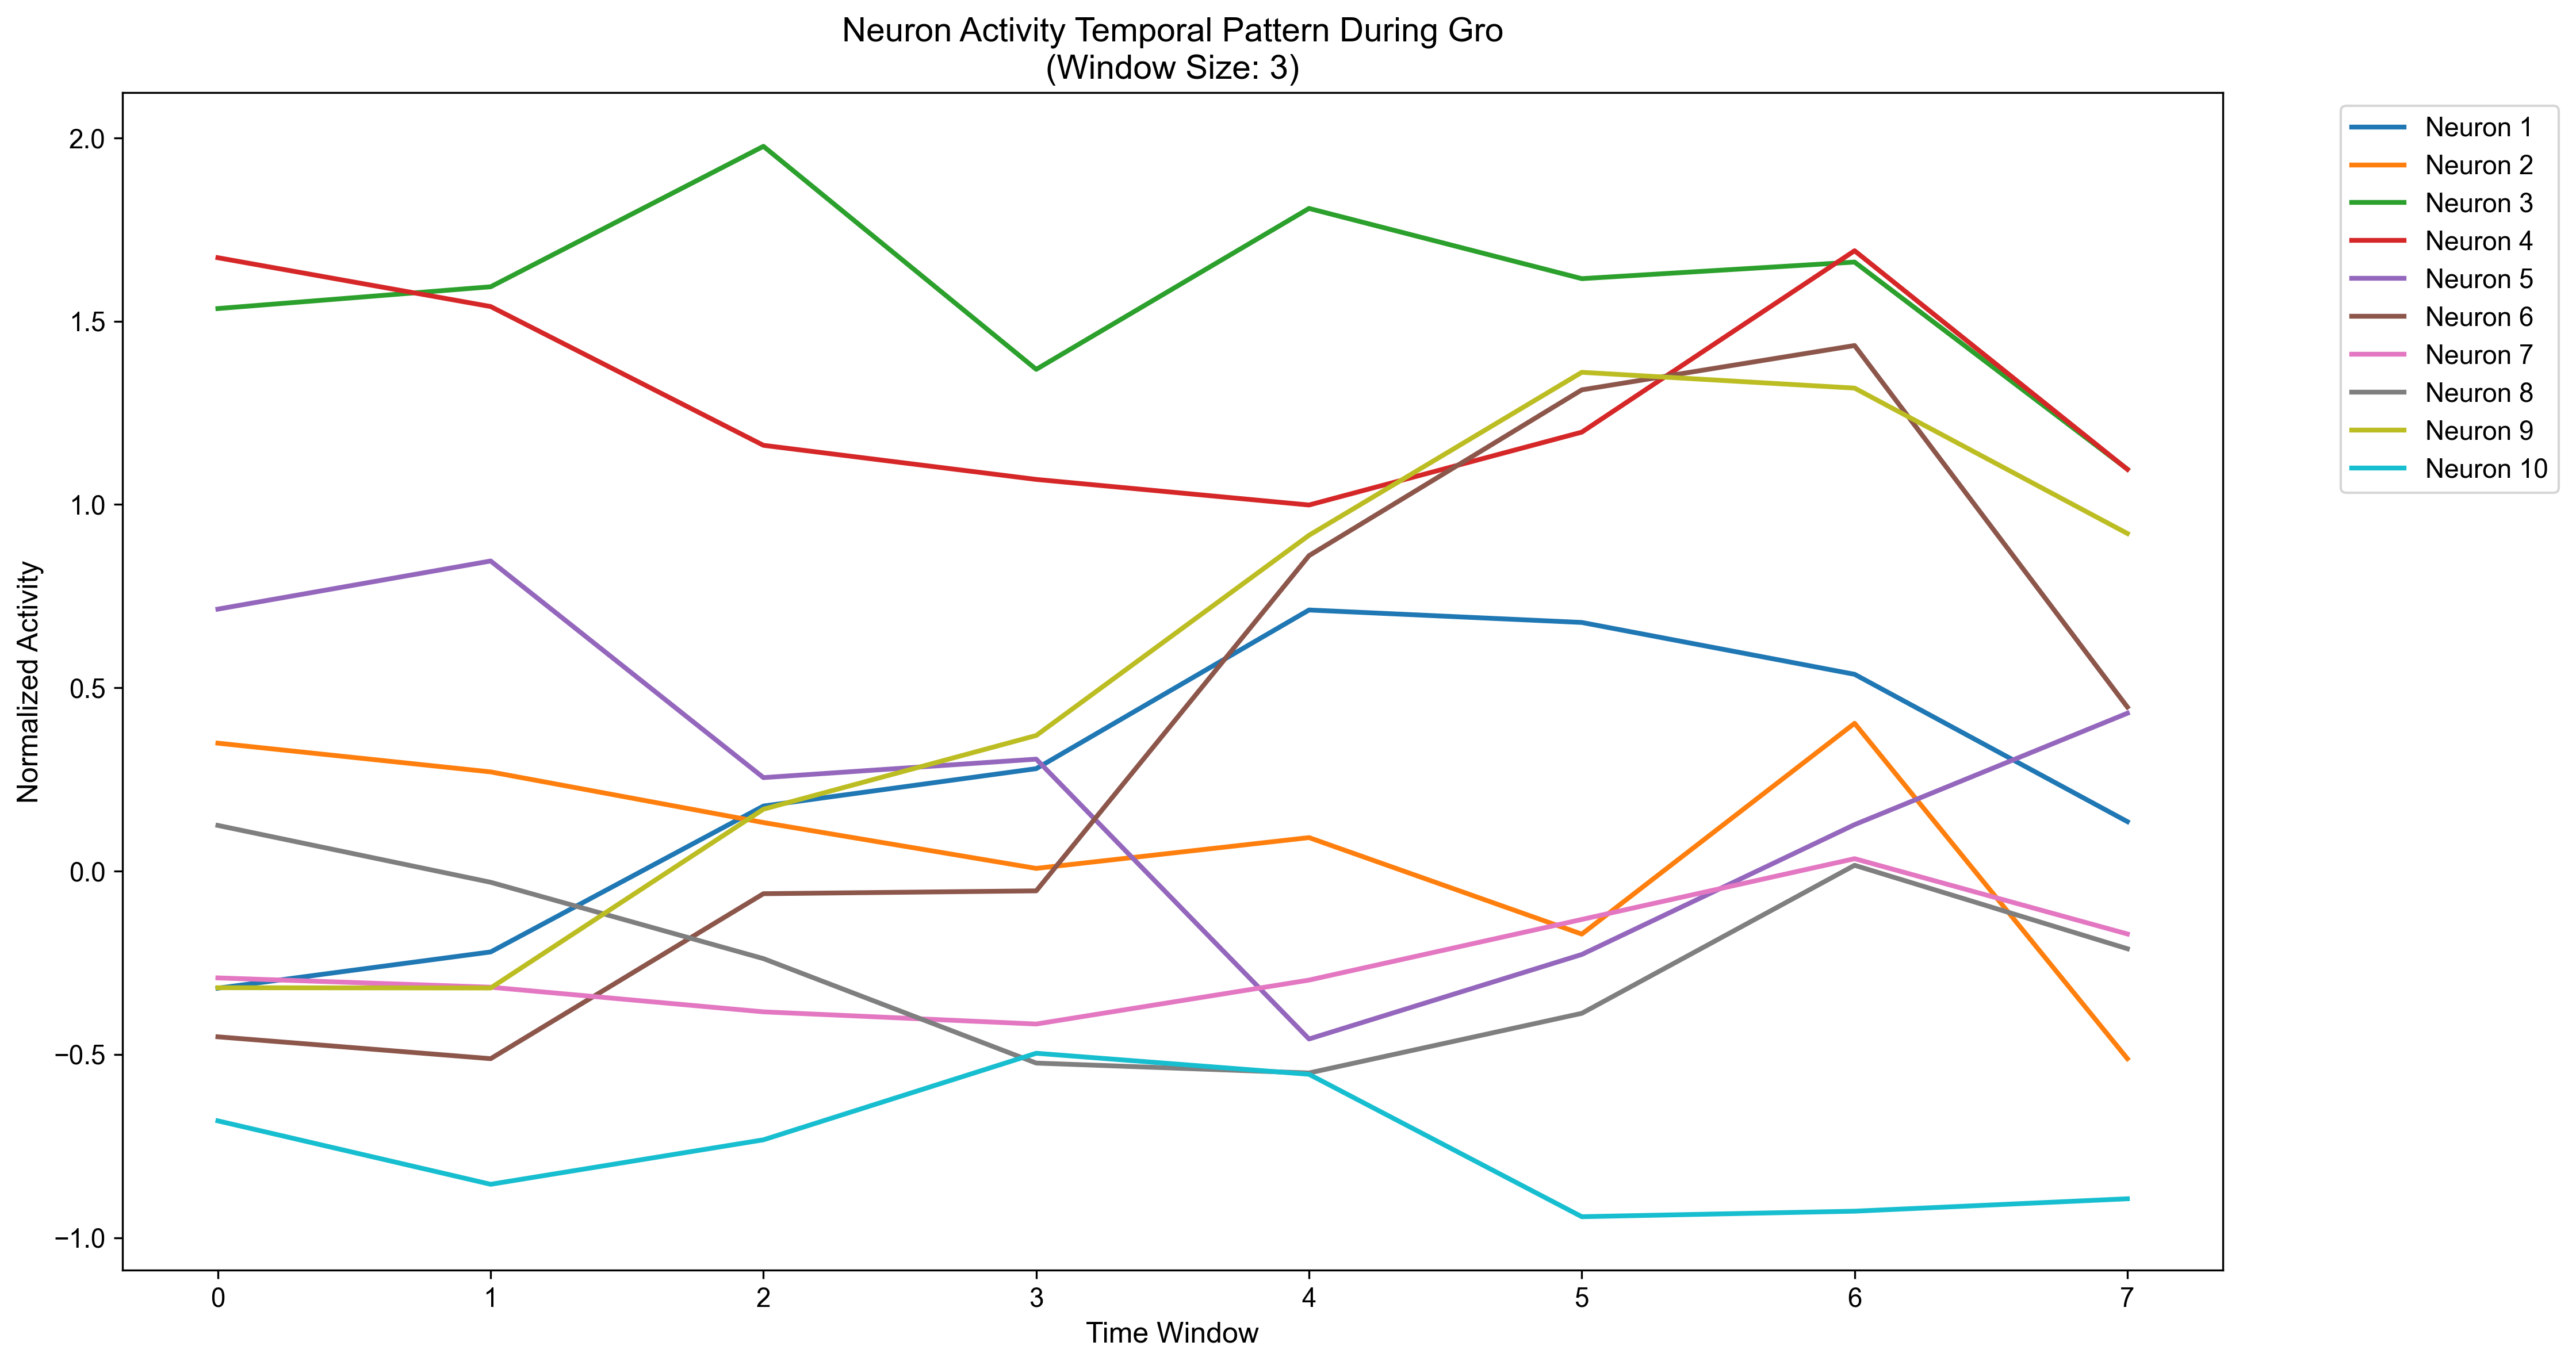 Neuron Activity Temporal Pattern During Gro
(Window Size: 3)
2.0
1.5
1.0
0.5
0.0
−0.5
−1.0
Normalized Activity
0 1 2 3 4 5 6 7
Time Window
Neuron 1
Neuron 2
Neuron 3
Neuron 4
Neuron 5
Neuron 6
Neuron 7
Neuron 8
Neuron 9
Neuron 10